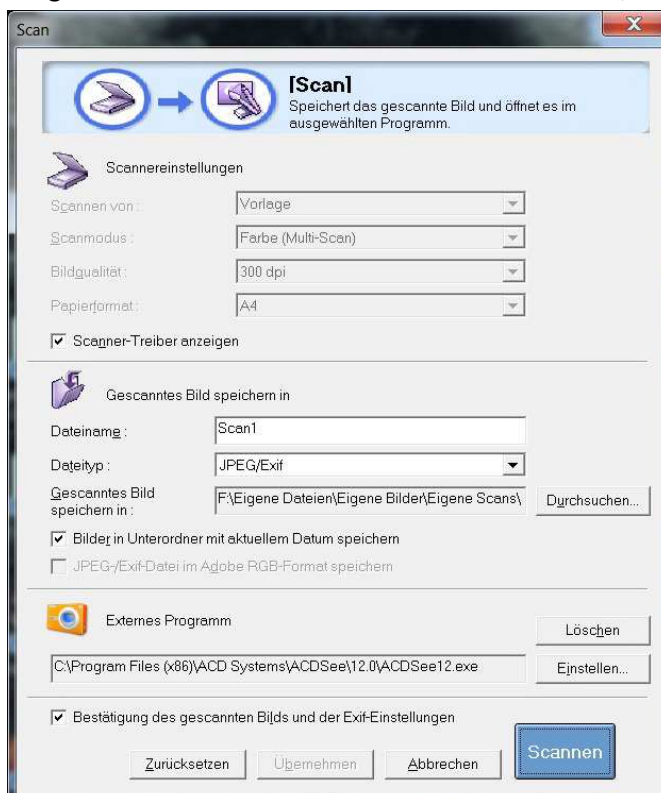 Scan
[Scan]
Speichert das gescannte Bild und öffnet es im
ausgewählten Programm.
Scannereinstellungen
Scannen von :
Vorlage
Scanmodus :
Farbe (Multi-Scan)
Bildqualität :
300 dpi
Papierformat :
A4
Scanner-Treiber anzeigen
Gescanntes Bild speichern in
Dateiname :
Scan1
Dateityp :
JPEG/Exif
Gescanntes Bild
speichern in :
F:\Eigene Dateien\Eigene Bilder\Eigene Scans\
Durchsuchen...
Bilder in Unterordner mit aktuellem Datum speichern
JPEG-/Exif-Datei im Adobe RGB-Format speichern
Externes Programm
Löschen
C:\Program Files (x86)\ACD Systems\ACDSee\12.0\ACDSee12.exe
Einstellen...
Bestätigung des gescannten Bilds und der Exif-Einstellungen
Zurücksetzen
Übernehmen
Abbrechen
Scannen